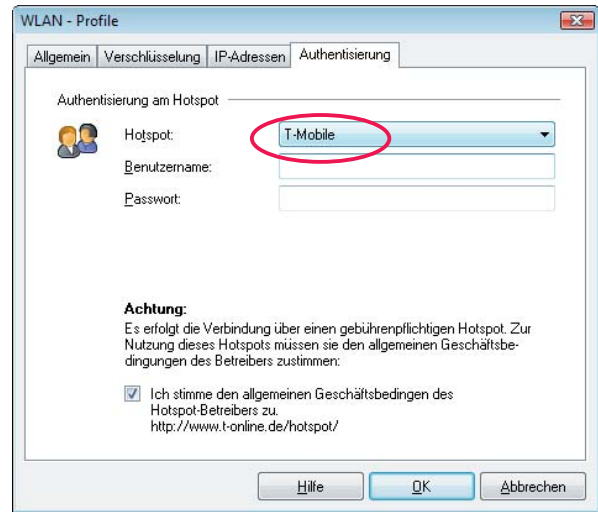 WLAN - Profile
Allgemein Verschlüsselung IP-Adressen Authentisierung
Authentisierung am Hotspot
Hotspot: T-Mobile
Benutzername:
Passwort:
Achtung:
Es erfolgt die Verbindung über einen gebührenpflichtigen Hotspot. Zur
Nutzung dieses Hotspots müssen sie den allgemeinen Geschäftsbe-
dingungen des Betreibers zustimmen:
Ich stimme den allgemeinen Geschäftsbedingen des
Hotspot-Betreibers zu.
http://www.t-online.de/hotspot/
Hilfe OK Abbrechen